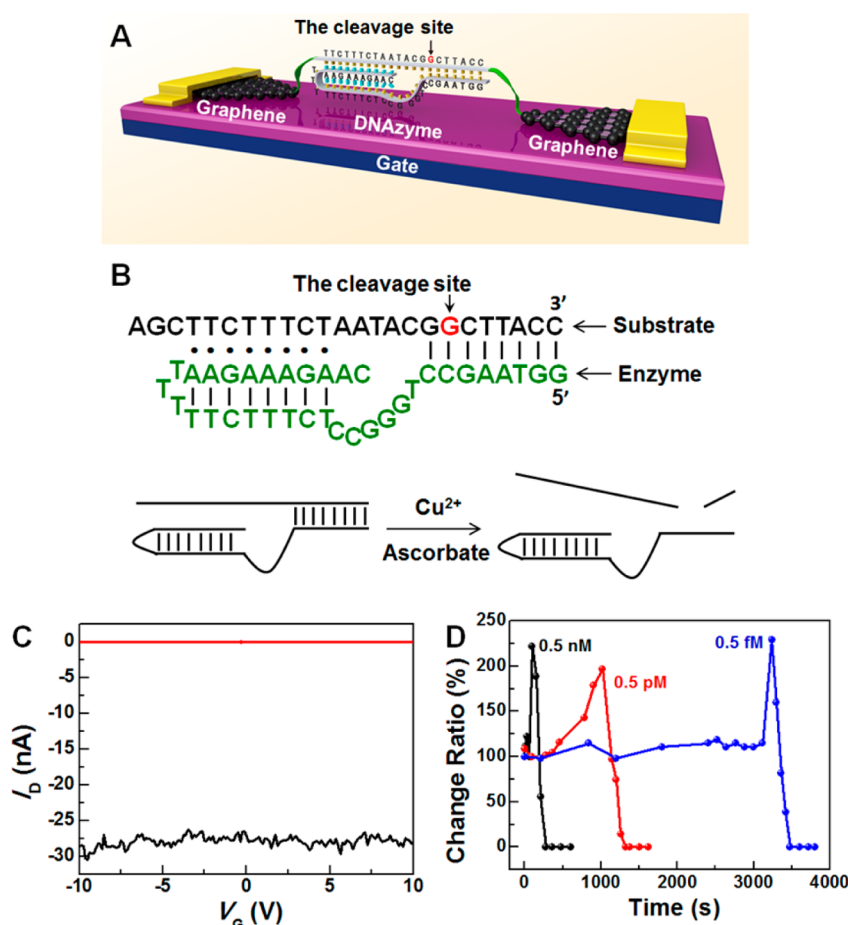 A
The cleavage site
TTCTTTCTAATACGGCTTACC
AAGAAAGAAC
CCGAATGG
Graphene
DNAzyme
Graphene
Gate
B
The cleavage site
3'
AGCTTCTTTCTAATACGGCTTACC
Substrate
AAGAAAGAAC
CCGAATGG
Enzyme
5'
TTCTTTCTCCGGGT
Cu2+
Ascorbate
C
0
-5
-10
-15
-20
-25
-30
ID (nA)
-10 -5 0 5 10
VG (V)
D
250
200
150
100
50
0
Change Ratio (%)
0.5 nM
0.5 pM
0.5 fM
0 1000 2000 3000 4000
Time (s)